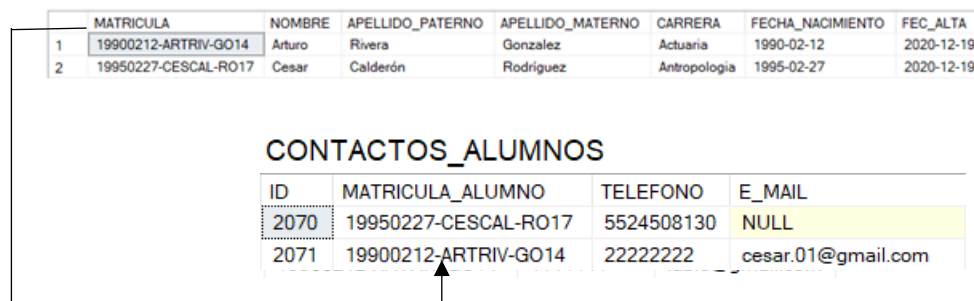 MATRICULA NOMBRE APELLIDO_PATERNO APELLIDO_MATERNO CARRERA FECHA_NACIMIENTO FEC_ALTA
1 19900212-ARTRIV-GO14 Arturo Rivera Gonzalez Actuaria 1990-02-12 2020-12-19
2 19950227-CESCAL-RO17 Cesar Calderón Rodríguez Antropologia 1995-02-27 2020-12-19
CONTACTOS_ALUMNOS
ID MATRICULA_ALUMNO TELEFONO E_MAIL
2070 19950227-CESCAL-RO17 5524508130 NULL
2071 19900212-ARTRIV-GO14 22222222 cesar.01@gmail.com